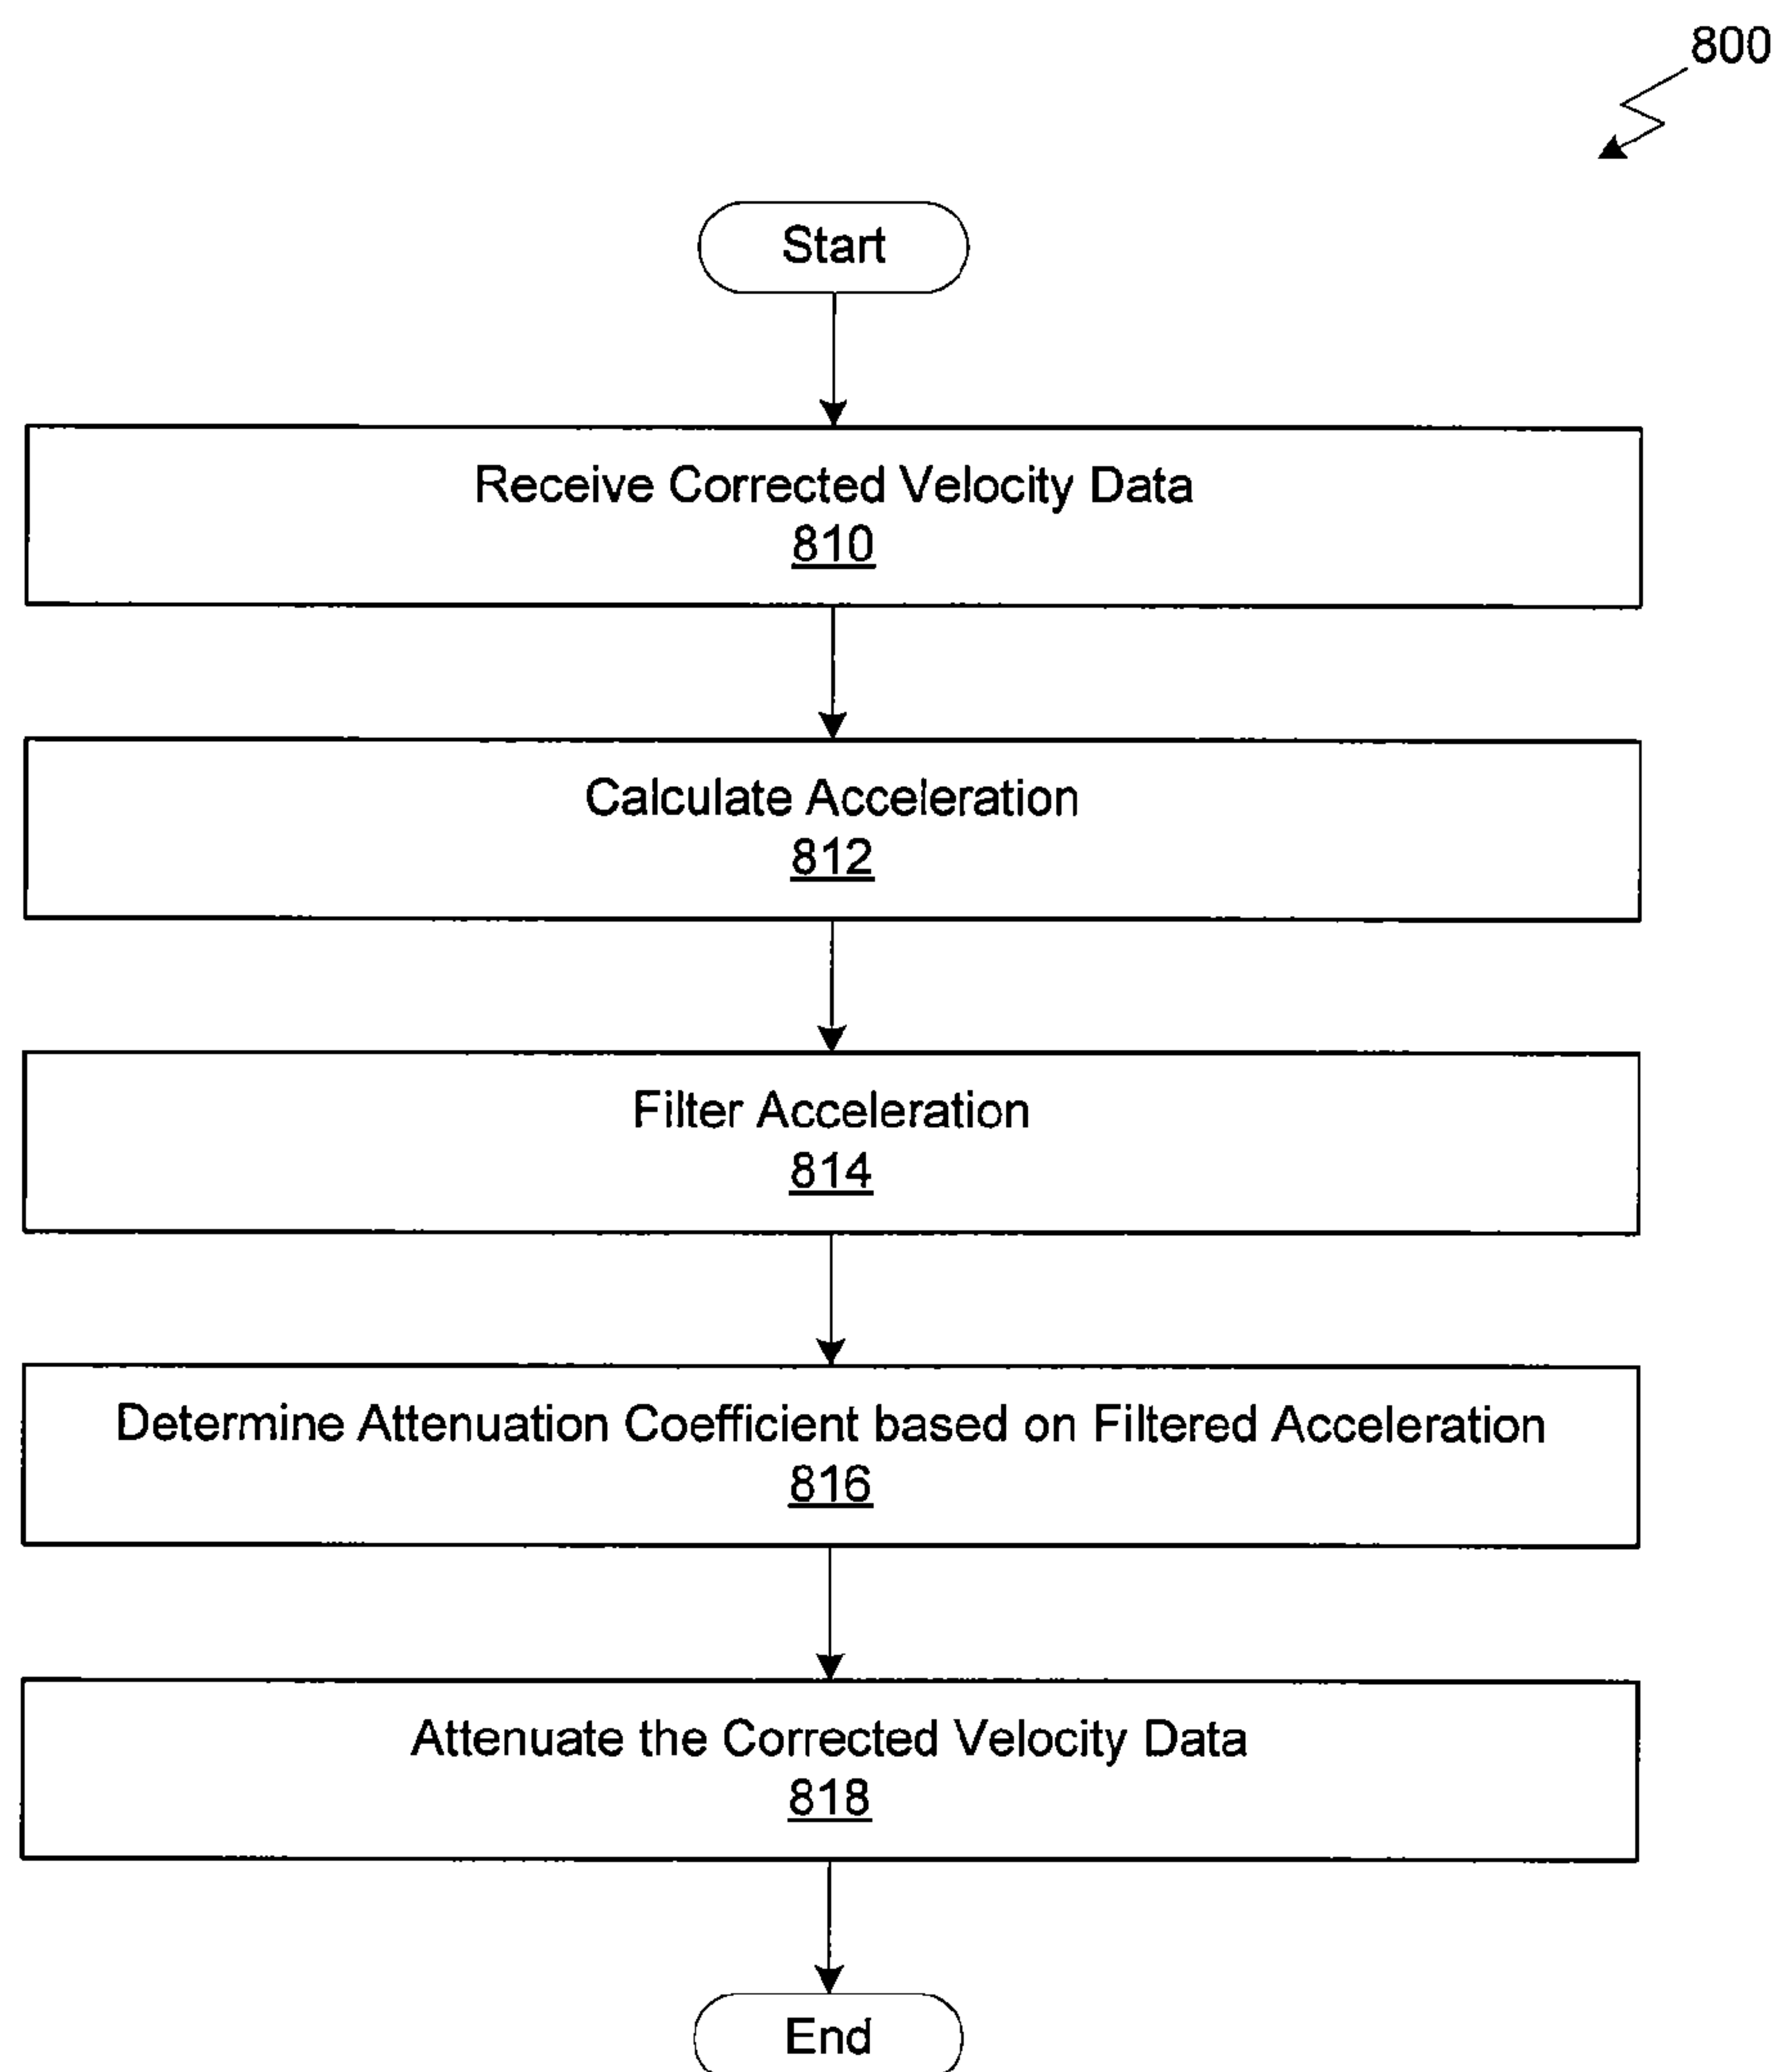 800
Start
Receive Corrected Velocity Data
810
Calculate Acceleration
812
Filter Acceleration
814
Determine Attenuation Coefficient based on Filtered Acceleration
816
Attenuate the Corrected Velocity Data
818
End